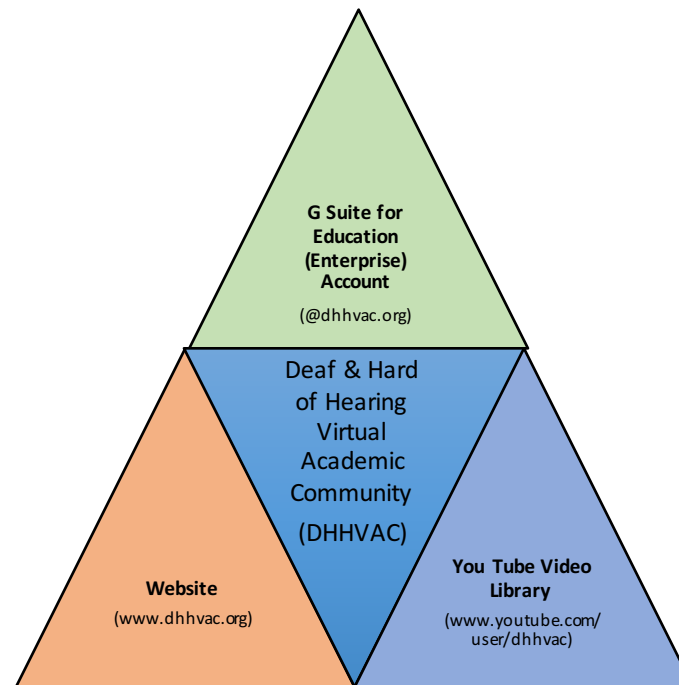 G Suite for
Education
(Enterprise)
Account
(@dhhvac.org)
Deaf & Hard
of Hearing
Virtual
Academic
Community
(DHHVAC)
Website
(www.dhhvac.org)
You Tube Video
Library
(www.youtube.com/
user/dhhvac)